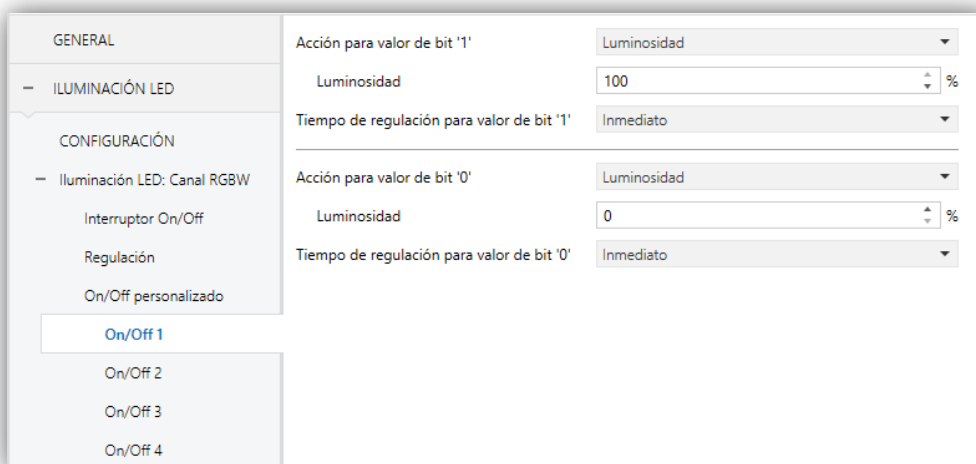 GENERAL
ILUMINACIÓN LED
CONFIGURACIÓN
Iluminación LED: Canal RGBW
Interruptor On/Off
Regulación
On/Off personalizado
On/Off 1
On/Off 2
On/Off 3
On/Off 4
Acción para valor de bit '1' Luminosidad
Luminosidad 100 %
Tiempo de regulación para valor de bit '1' Inmediato
Acción para valor de bit '0' Luminosidad
Luminosidad 0 %
Tiempo de regulación para valor de bit '0' Inmediato